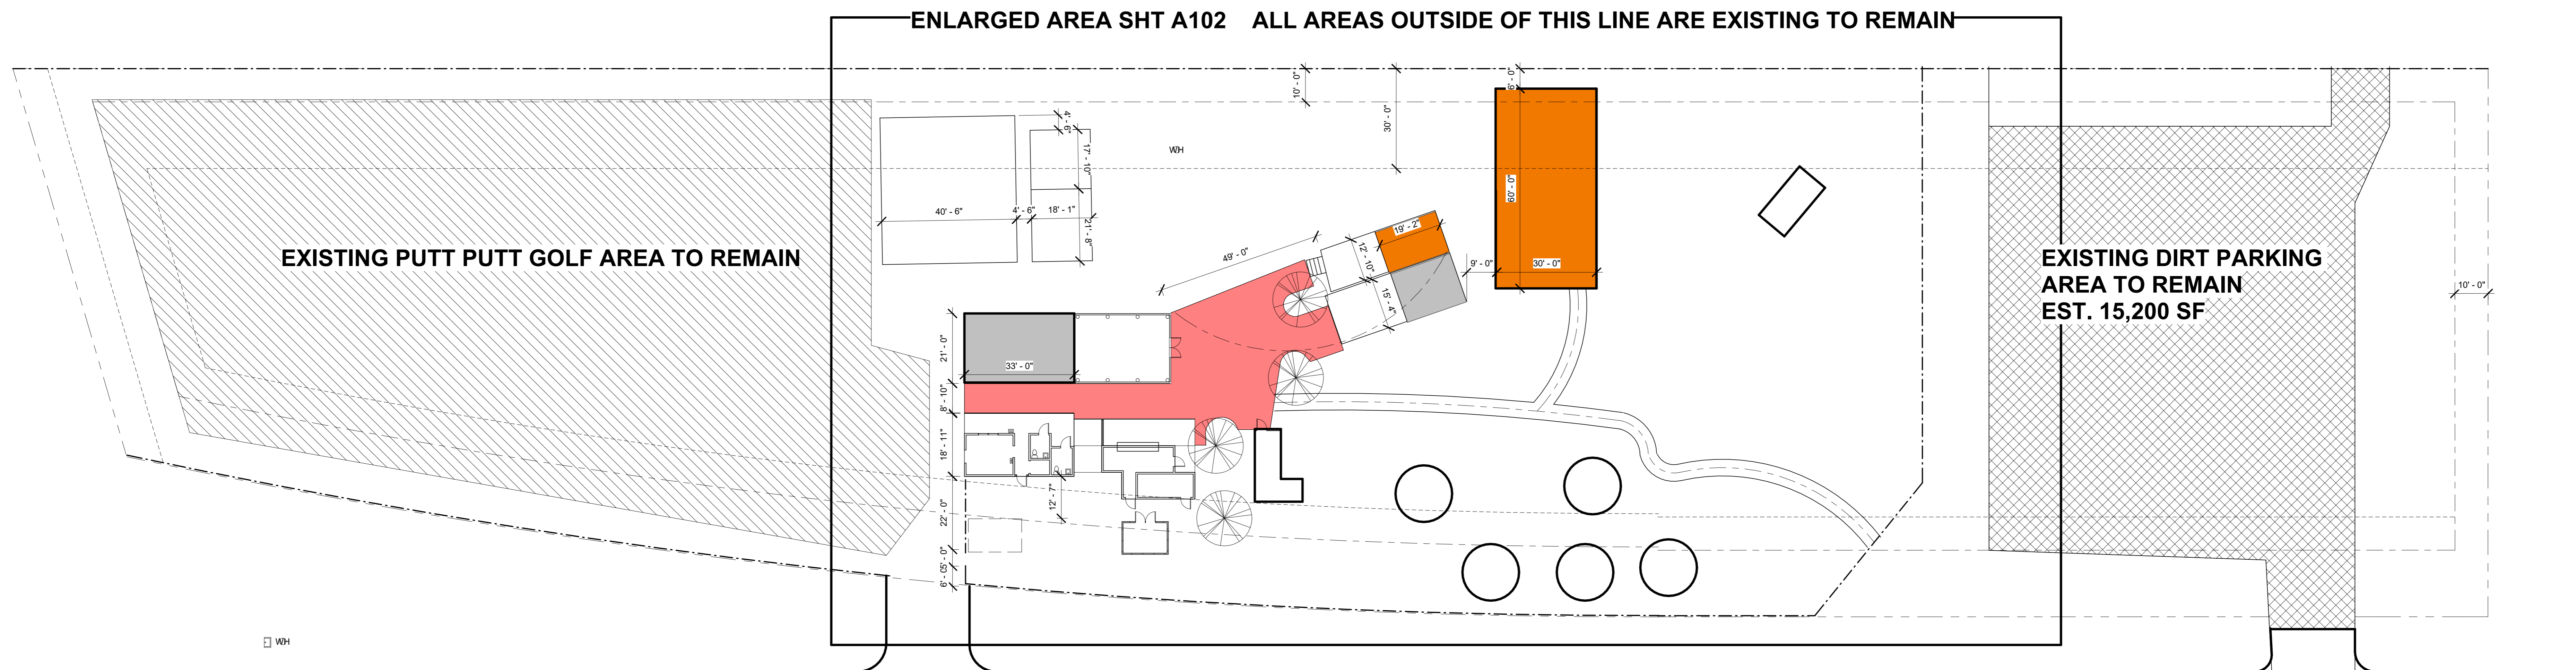 ENLARGED AREA SHT A102 ALL AREAS OUTSIDE OF THIS LINE ARE EXISTING TO REMAIN
10' - 0"
30' - 0"
6' - 0"
4' - 6"
17' - 10"
WH
40' - 6"
4' - 6"
18' - 1"
21' - 8"
60' - 0"
19' - 2"
12' - 10"
49' - 0"
15' - 4"
9' - 0"
30' - 0"
EXISTING PUTT PUTT GOLF AREA TO REMAIN
EXISTING DIRT PARKING
AREA TO REMAIN
EST. 15,200 SF
10' - 0"
21' - 0"
33' - 0"
8' - 10"
18' - 11"
12' - 7"
22' - 0"
5' - 0"
6' - 0"
WH